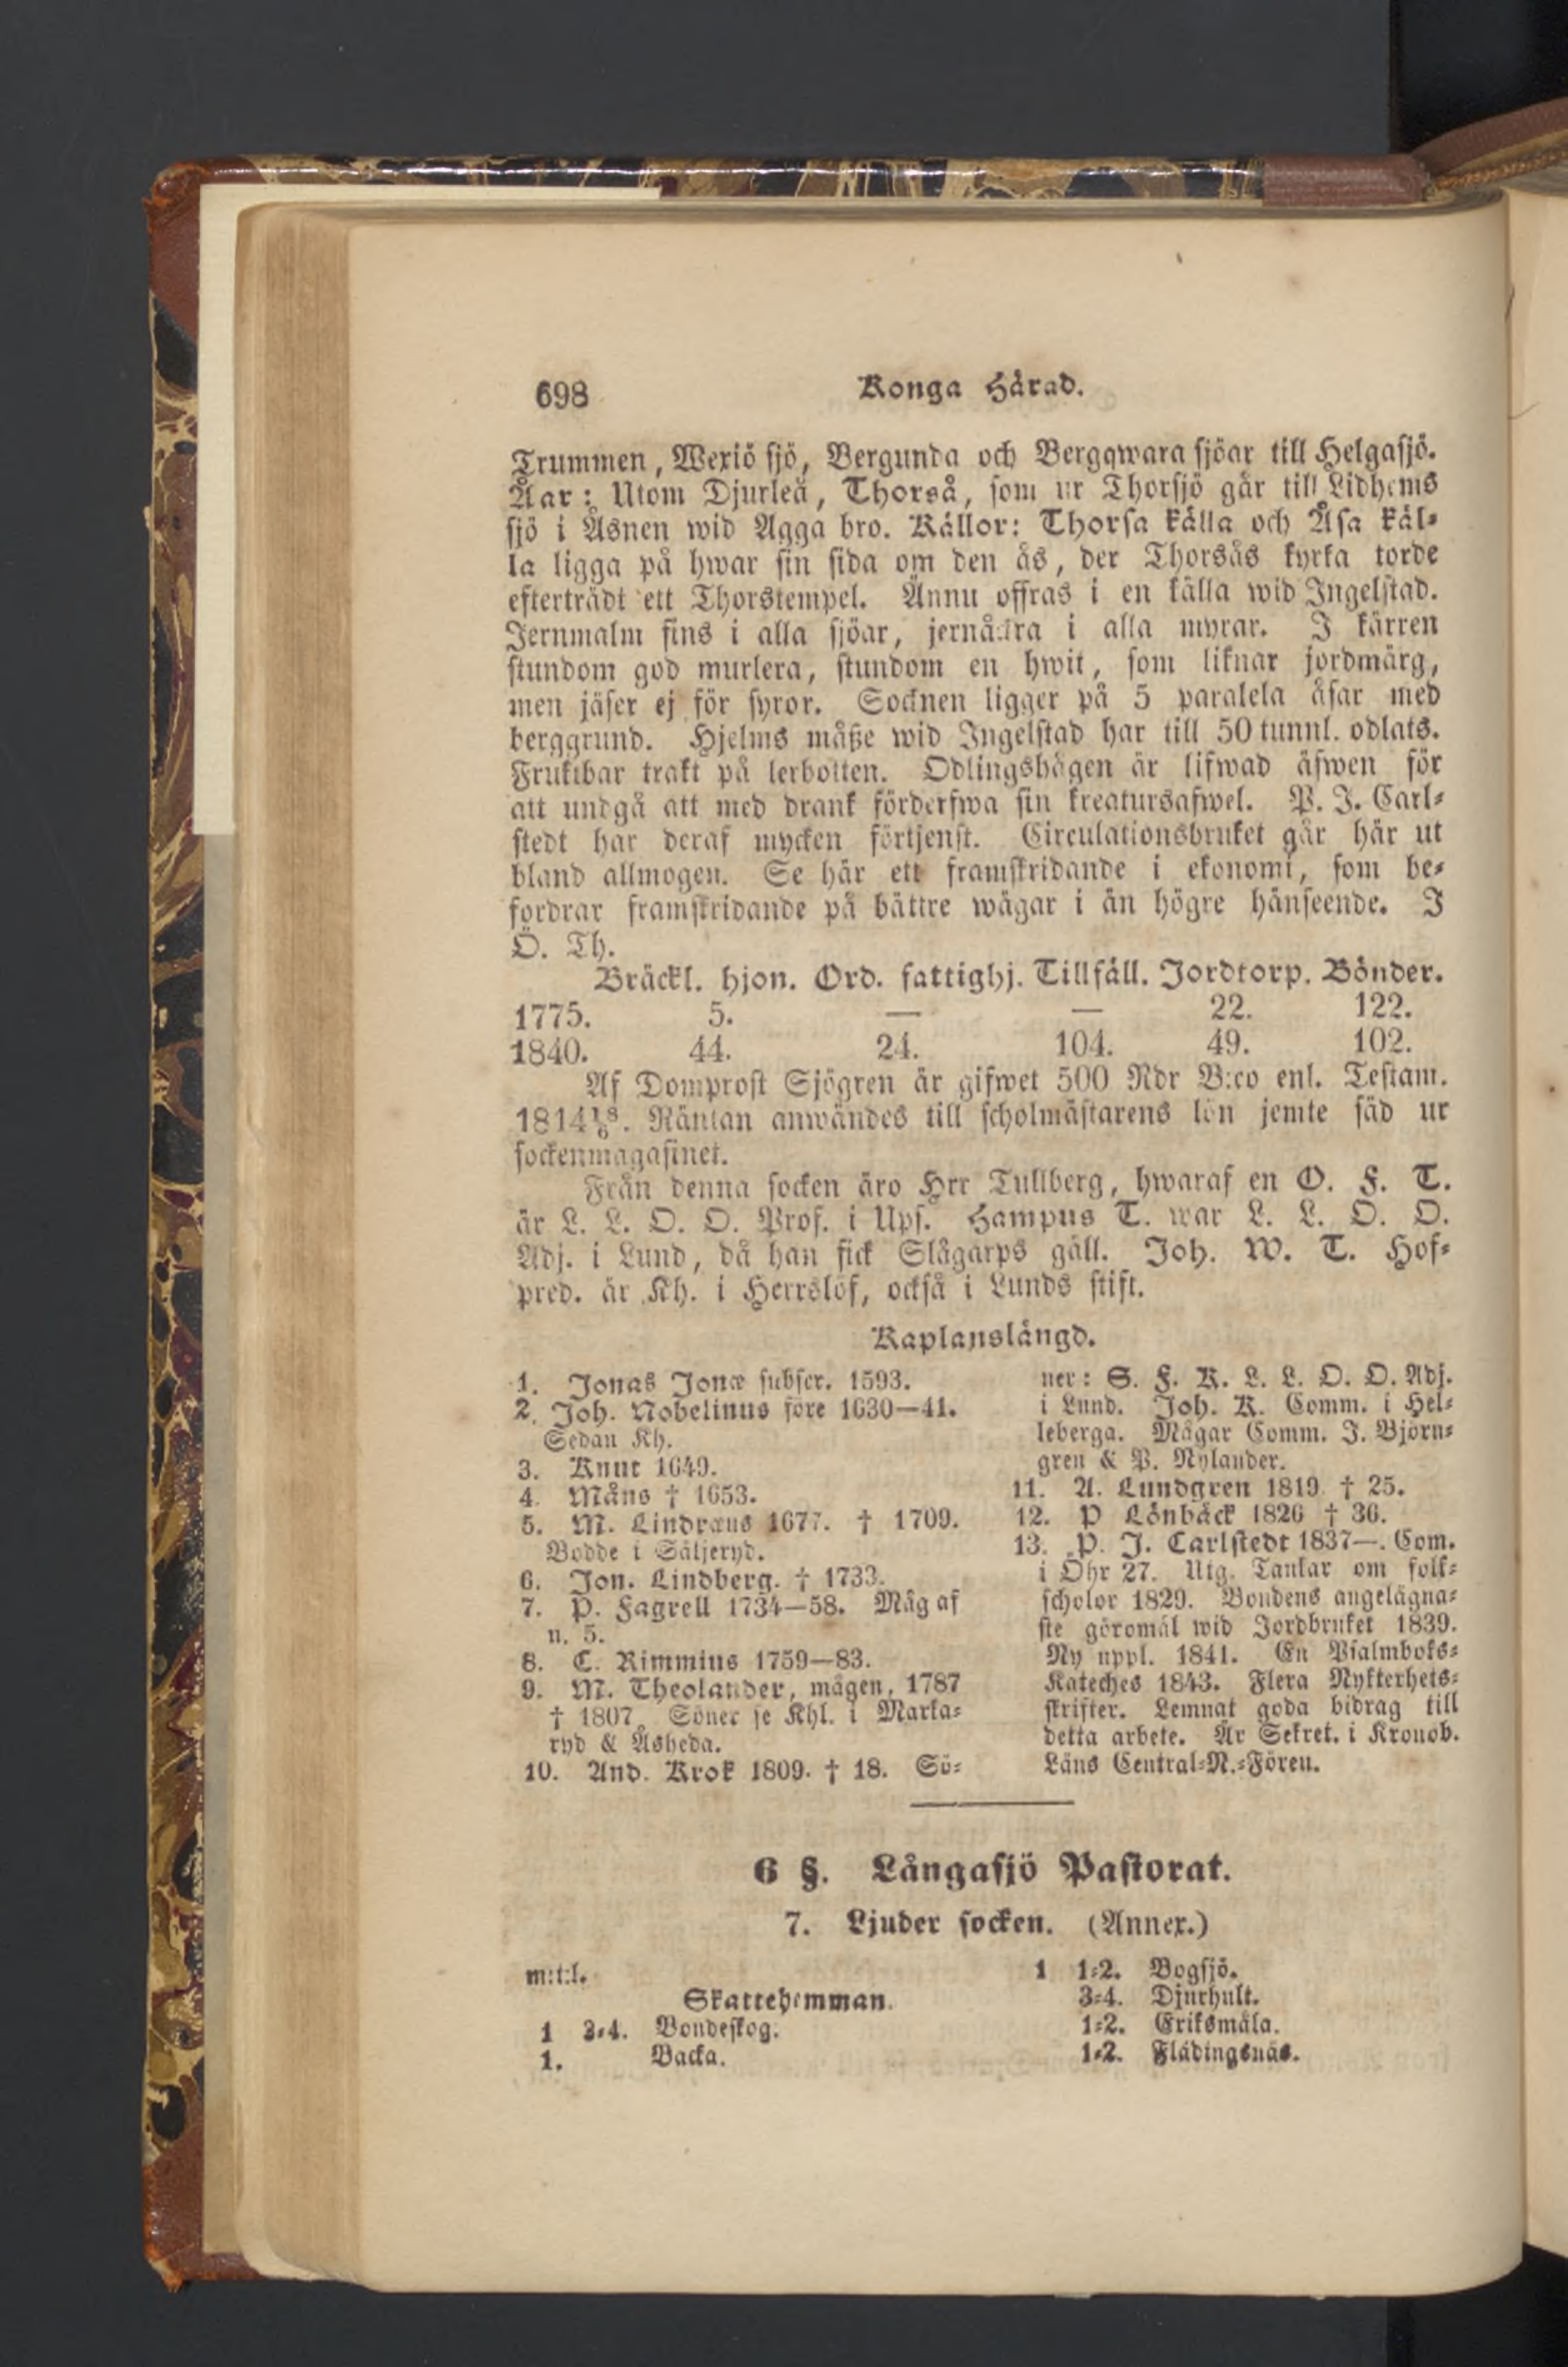 698 Konga Härad.
Trummen, Wexiö sjö, Bergunda och Bergqwara sjöar till Helgasjö.
Åar: Utom Djurleå, Thorså, som ur Thorsjö går till Lidhems
sjö i Åsnen wid Agga bro. Källor: Thorsa källa och Åsa käl-
la ligga på hwar sin sida om den ås, der Thorsås kyrka torde
efterträdt ett Thorstempel. Ännu offras i en källa wid Ingelstad.
Jernmalm fins i alla sjöar, jernådra i alla myrar. I kärren
stundom god murlera, stundom en hwit, som liknar jordmärg,
men jäser ej för syror. Socknen ligger på 5 paralela åsar med
berggrund. Hjelms måße wid Ingelstad har till 50 tunnl. odlats.
Fruktbar trakt på lerbotten. Odlingshågen är lifwad äfwen för
att undgå att med drank förderfwa sin kreatursafwel. P. J. Carl-
stedt har deraf mycken förtjenst. Circulationsbruket går här ut
bland allmogen. Se här ett framskridande i ekonomi, som be-
fordrar framskridande på bättre wägar i än högre hänseende. I
Ö. Th.
Bräckl. hjon. Ord. fattighj. Tillfäll. Jordtorp. Bönder.
1775. 5. — — 22. 122.
1840. 44. 24. 104. 49. 102.
Af Domprost Sjögren är gifwet 500 Rdr B:co enl. Testam.
1814 18/6. Räntan anwändes till scholmästarens lön jemte säd ur
sockenmagasinet.
Från denna socken äro Hrr Tullberg, hwaraf en O. F. T.
är L. L. O. O. Prof. i Ups. Hampus T. war L. L. O. O.
Adj. i Lund, då han fick Slågarps gäll. Joh. W. T. Hof-
pred. är Kh. i Herrslöf, också i Lunds stift.
Kaplanslängd.
1. Jonas Jonæ subscr. 1593.
2. Joh. Nobelinus före 1630—41.
Sedan Kh.
3. Knut 1649.
4. Måns † 1653.
5. M. Lindræus 1677. † 1709.
Bodde i Säljeryd.
6. Jon. Lindberg. † 1733.
7. P. Fagrell 1734—58. Måg af
n. 5.
8. C. Rimmius 1759—83.
9. M. Theolander, mågen, 1787
† 1807. Söner se Khl. i Marka-
ryd & Åsheda.
10. And. Krok 1809. † 18. Sö-
ner: S. F. K. L. L. O. O. Adj.
i Lund. Joh. K. Comm. i Hel-
leberga. Mågar Comm. J. Björn-
gren & P. Nylander.
11. A. Lundgren 1819 † 25.
12. P Lönbäck 1826 † 36.
13. P. J. Carlstedt 1837—. Com.
i Öhr 27. Utg. Tankar om folk-
scholor 1829. Bondens angelägna-
ste göromål wid Jordbruket 1839.
Ny uppl. 1841. En Psalmboks-
Kateches 1843. Flera Nykterhets-
skrifter. Lemnat goda bidrag till
detta arbete. Är Sekret. i Kronob.
Läns Central-N.-Fören.
6 §. Långasjö Pastorat.
7. Ljuder socken. (Annex.)
m:t:l.
Skattehemman.
1 3-4. Bondeskog.
1. Backa.
1 1-2. Bogsjö.
3-4. Djurhult.
1-2. Eriksmåla.
1-2. Flädingsnäs.